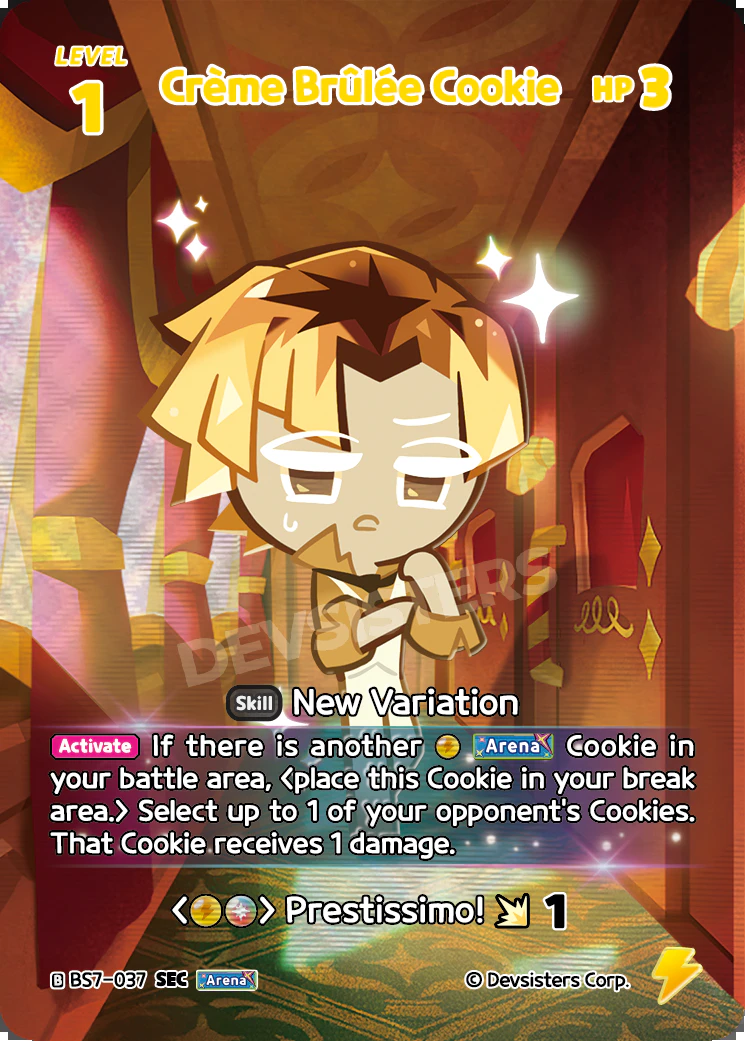 LEVEL
1
Crème Brûlée Cookie
HP 3
DEVSISTERS
Skill New Variation
Activate If there is another Arena Cookie in
your battle area, <place this Cookie in your break
area.> Select up to 1 of your opponent's Cookies.
That Cookie receives 1 damage.
< > Prestissimo! 1
B BS7-037 SEC Arena
© Devsisters Corp.